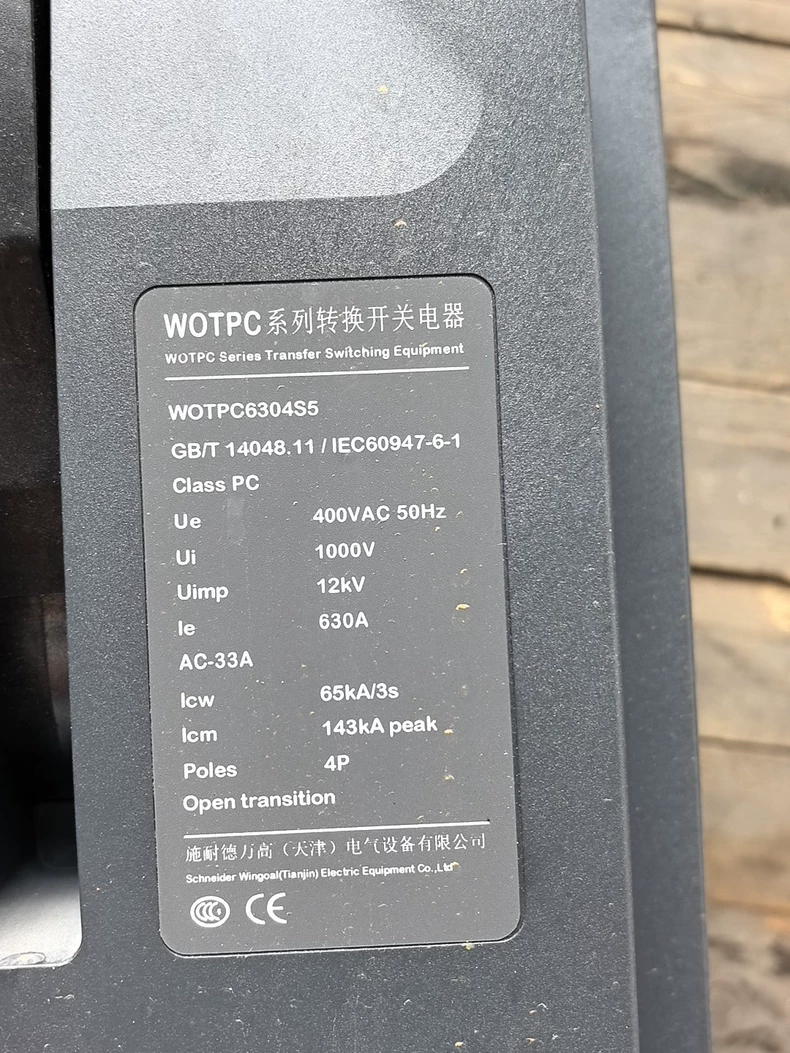 WOTPC系列转换开关电器
WOTPC Series Transfer Switching Equipment
WOTPC6304S5
GB/T 14048.11 / IEC60947-6-1
Class PC
Ue 400VAC 50Hz
Ui 1000V
Uimp 12kV
Ie 630A
AC-33A
Icw 65kA/3s
Icm 143kA peak
Poles 4P
Open transition
施耐德万高（天津）电气设备有限公司
Schneider Wingoal(Tianjin) Electric Equipment Co.,Ltd
CCC CE